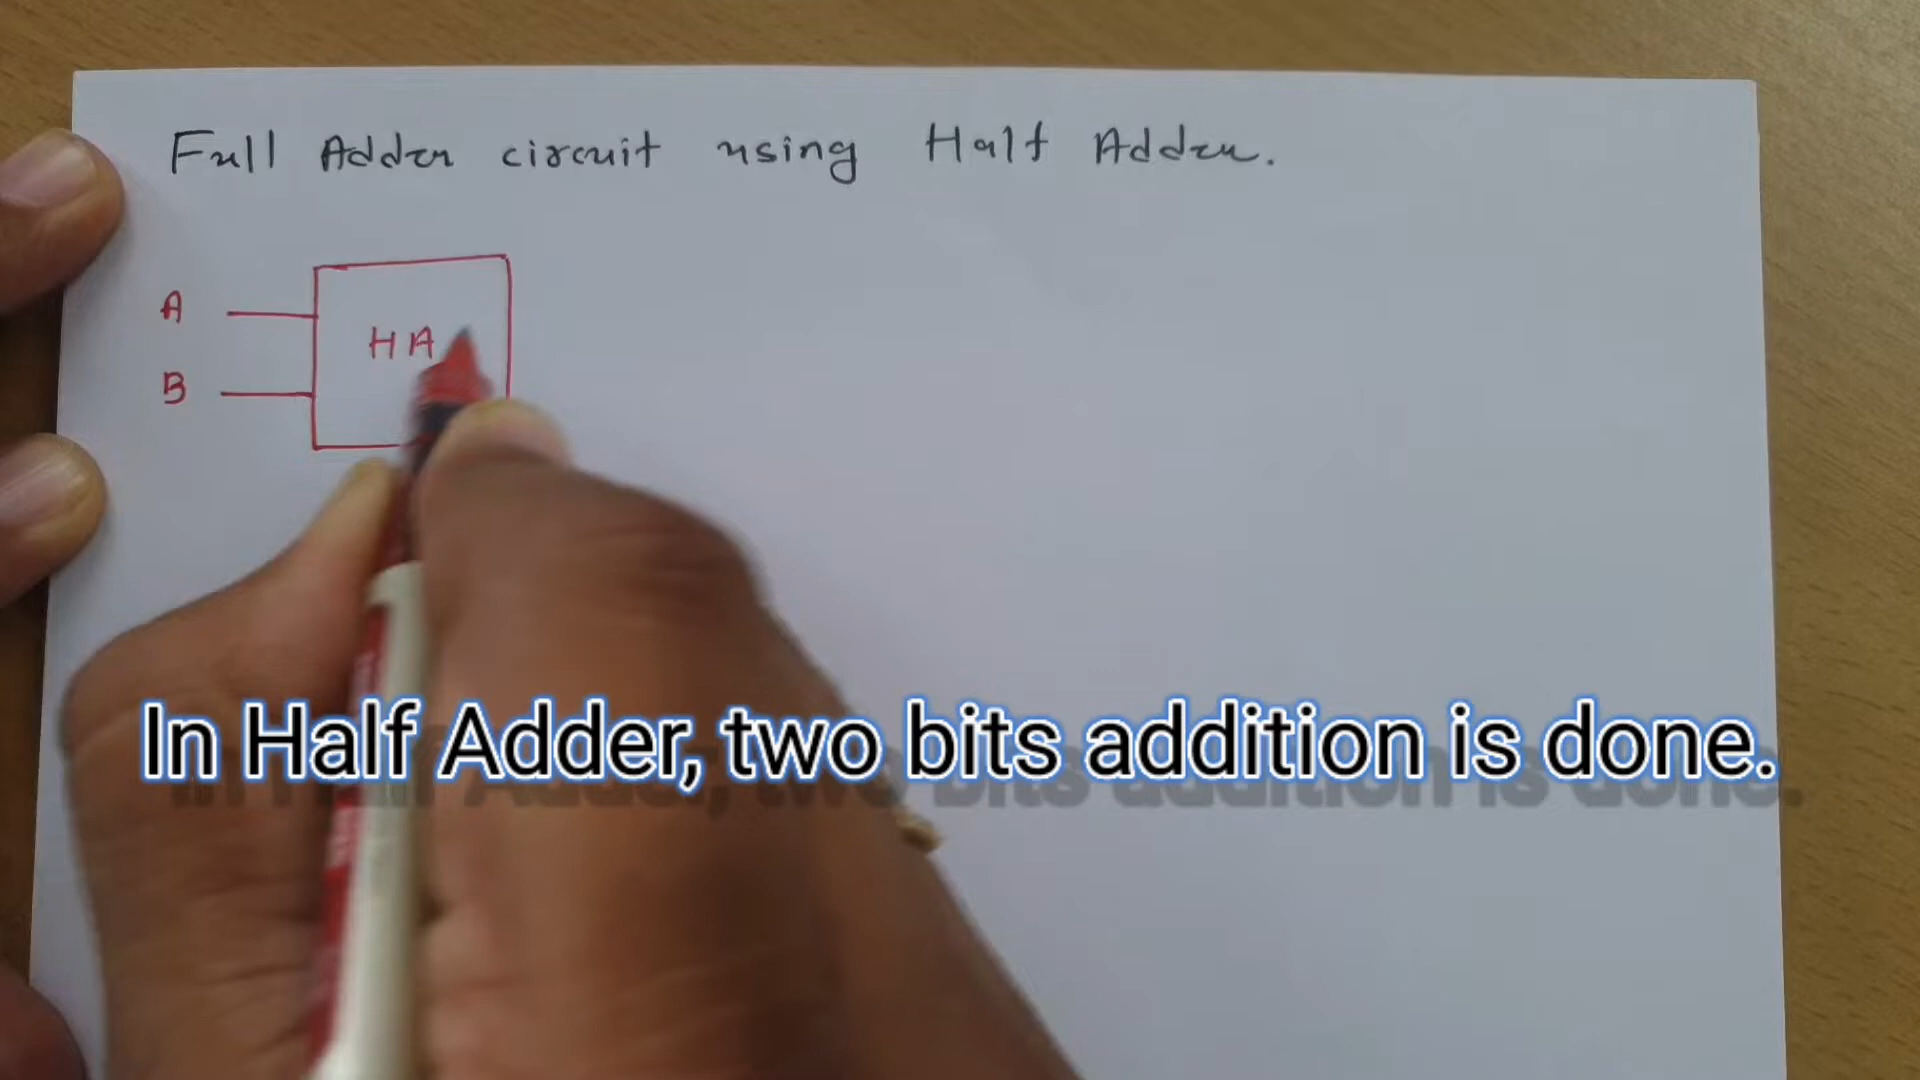 Full Adder circuit using Half Adder.
A
HA
B
In Half Adder, two bits addition is done.